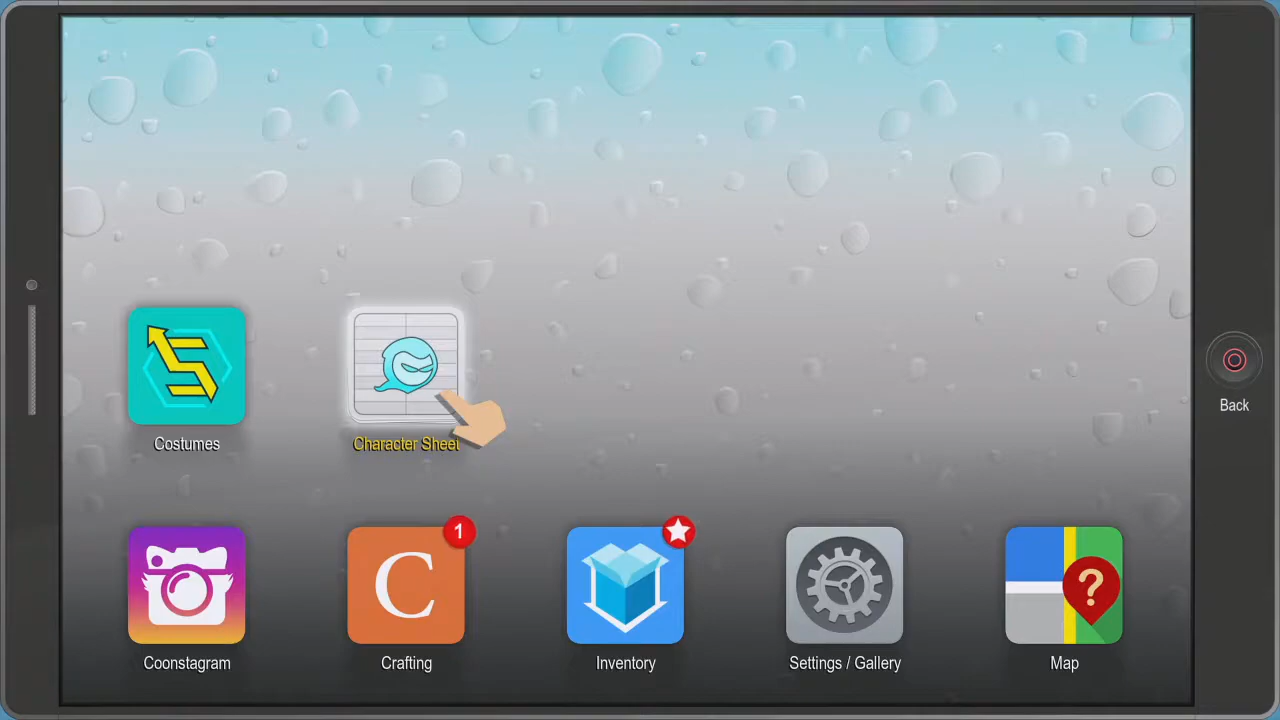 Back
Costumes
Character Sheet
1
C
?
Coonstagram
Crafting
Inventory
Settings / Gallery
Map